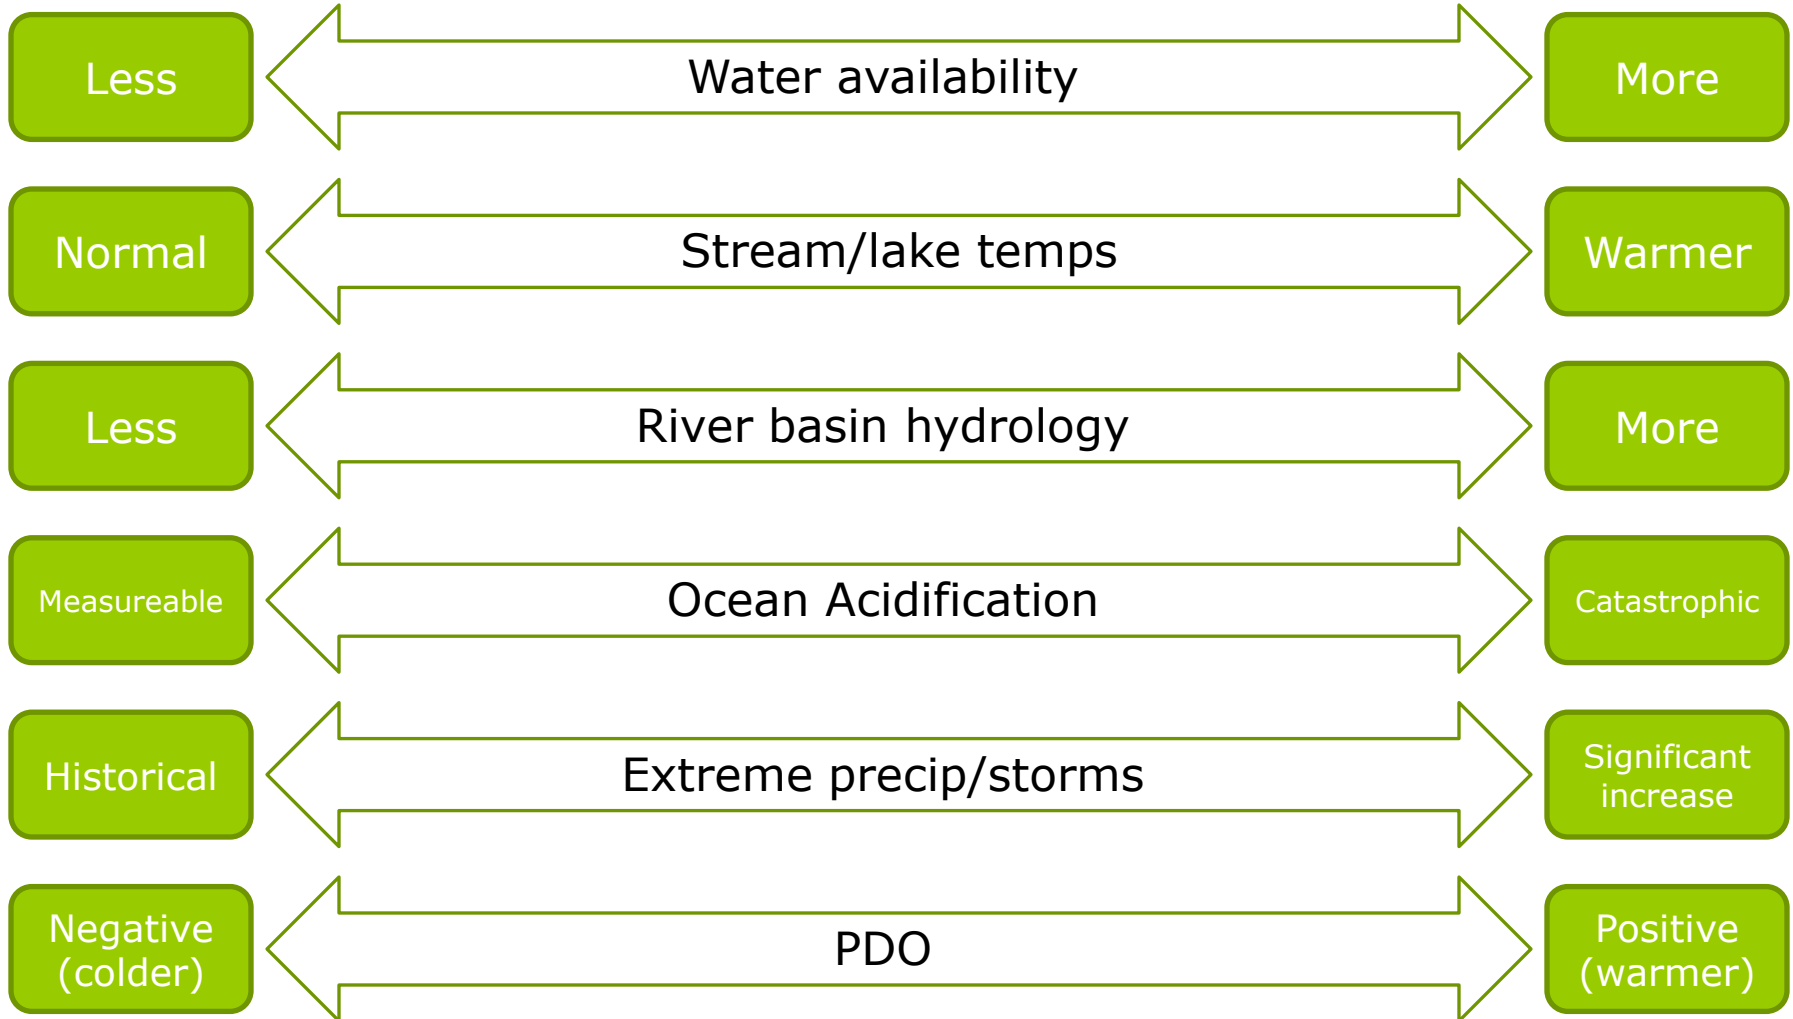 Less
Water availability
More
Normal
Stream/lake temps
Warmer
Less
River basin hydrology
More
Measureable
Ocean Acidification
Catastrophic
Historical
Extreme precip/storms
Significant
increase
Negative
(colder)
PDO
Positive
(warmer)